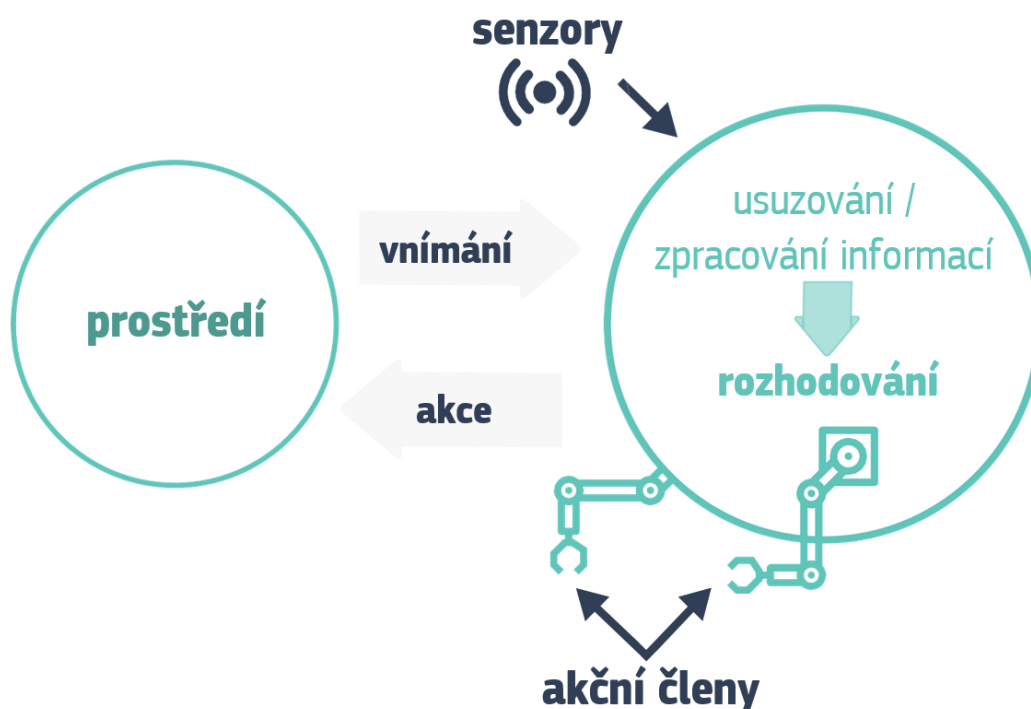 senzory
usuzování /
zpracování informací
vnímání
prostředí
rozhodování
akce
akční členy